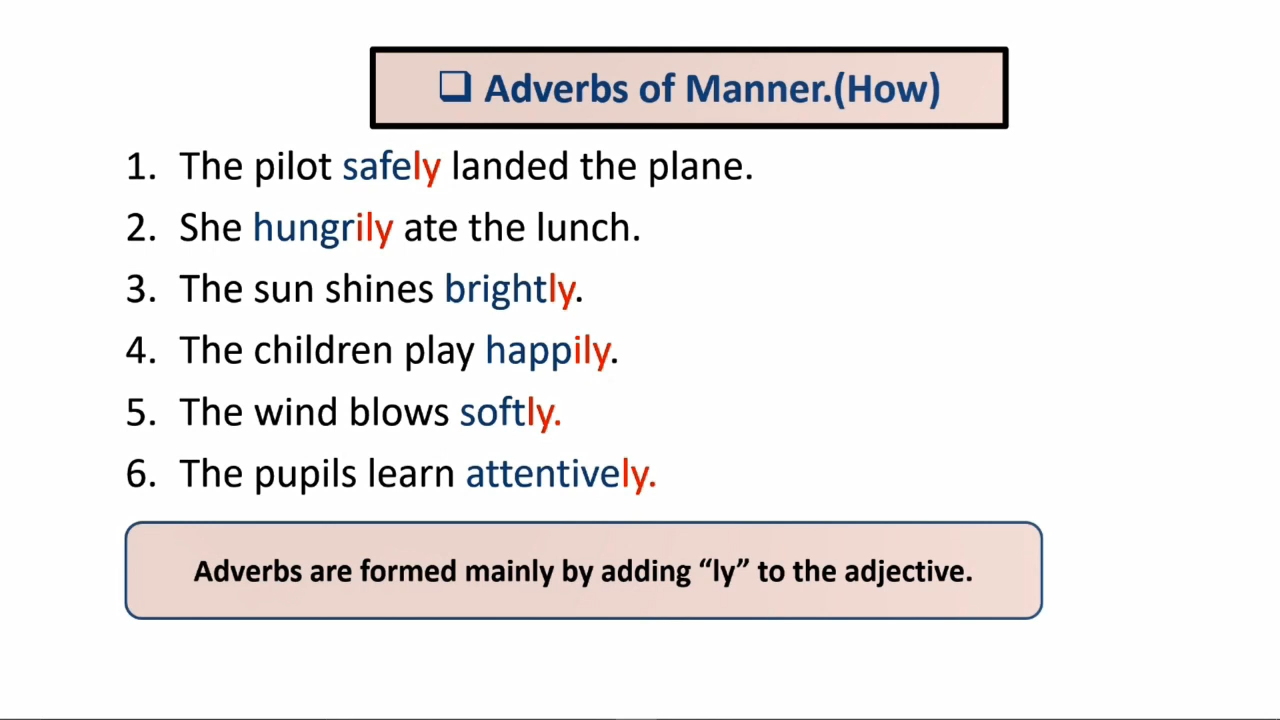 ❑ Adverbs of Manner.(How)
1. The pilot safely landed the plane.
2. She hungrily ate the lunch.
3. The sun shines brightly.
4. The children play happily.
5. The wind blows softly.
6. The pupils learn attentively.
Adverbs are formed mainly by adding “ly” to the adjective.